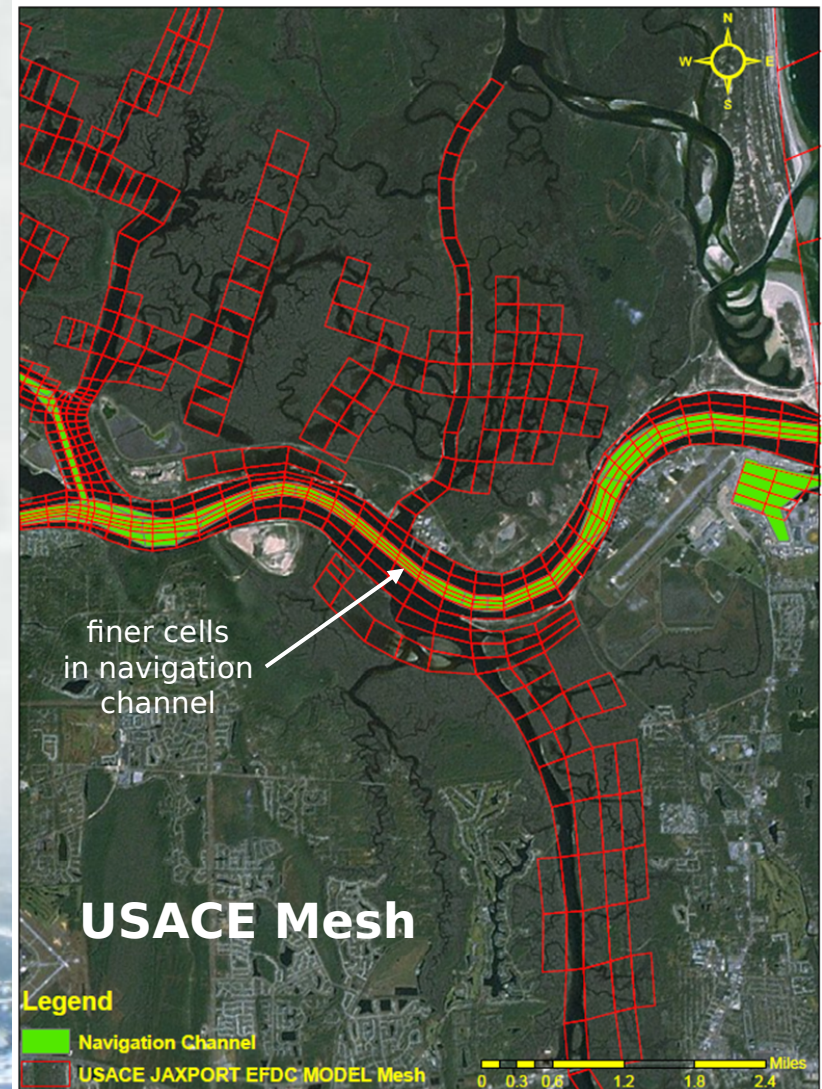 N
W E
S
finer cells
in navigation
channel
USACE Mesh
Legend
Navigation Channel
USACE JAXPORT EFDC MODEL Mesh
Miles
0 0.3 0.6 1.2 1.8 2.4